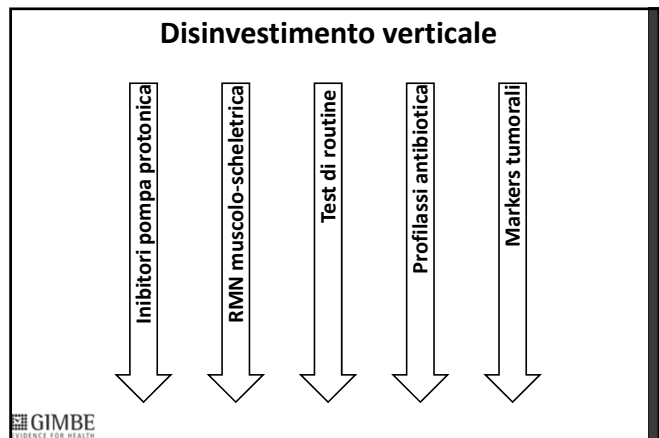 Disinvestimento verticale
Inibitori pompa protonica
RMN muscolo-scheletrica
Test di routine
Profilassi antibiotica
Markers tumorali
GIMBE
EVIDENCE FOR HEALTH